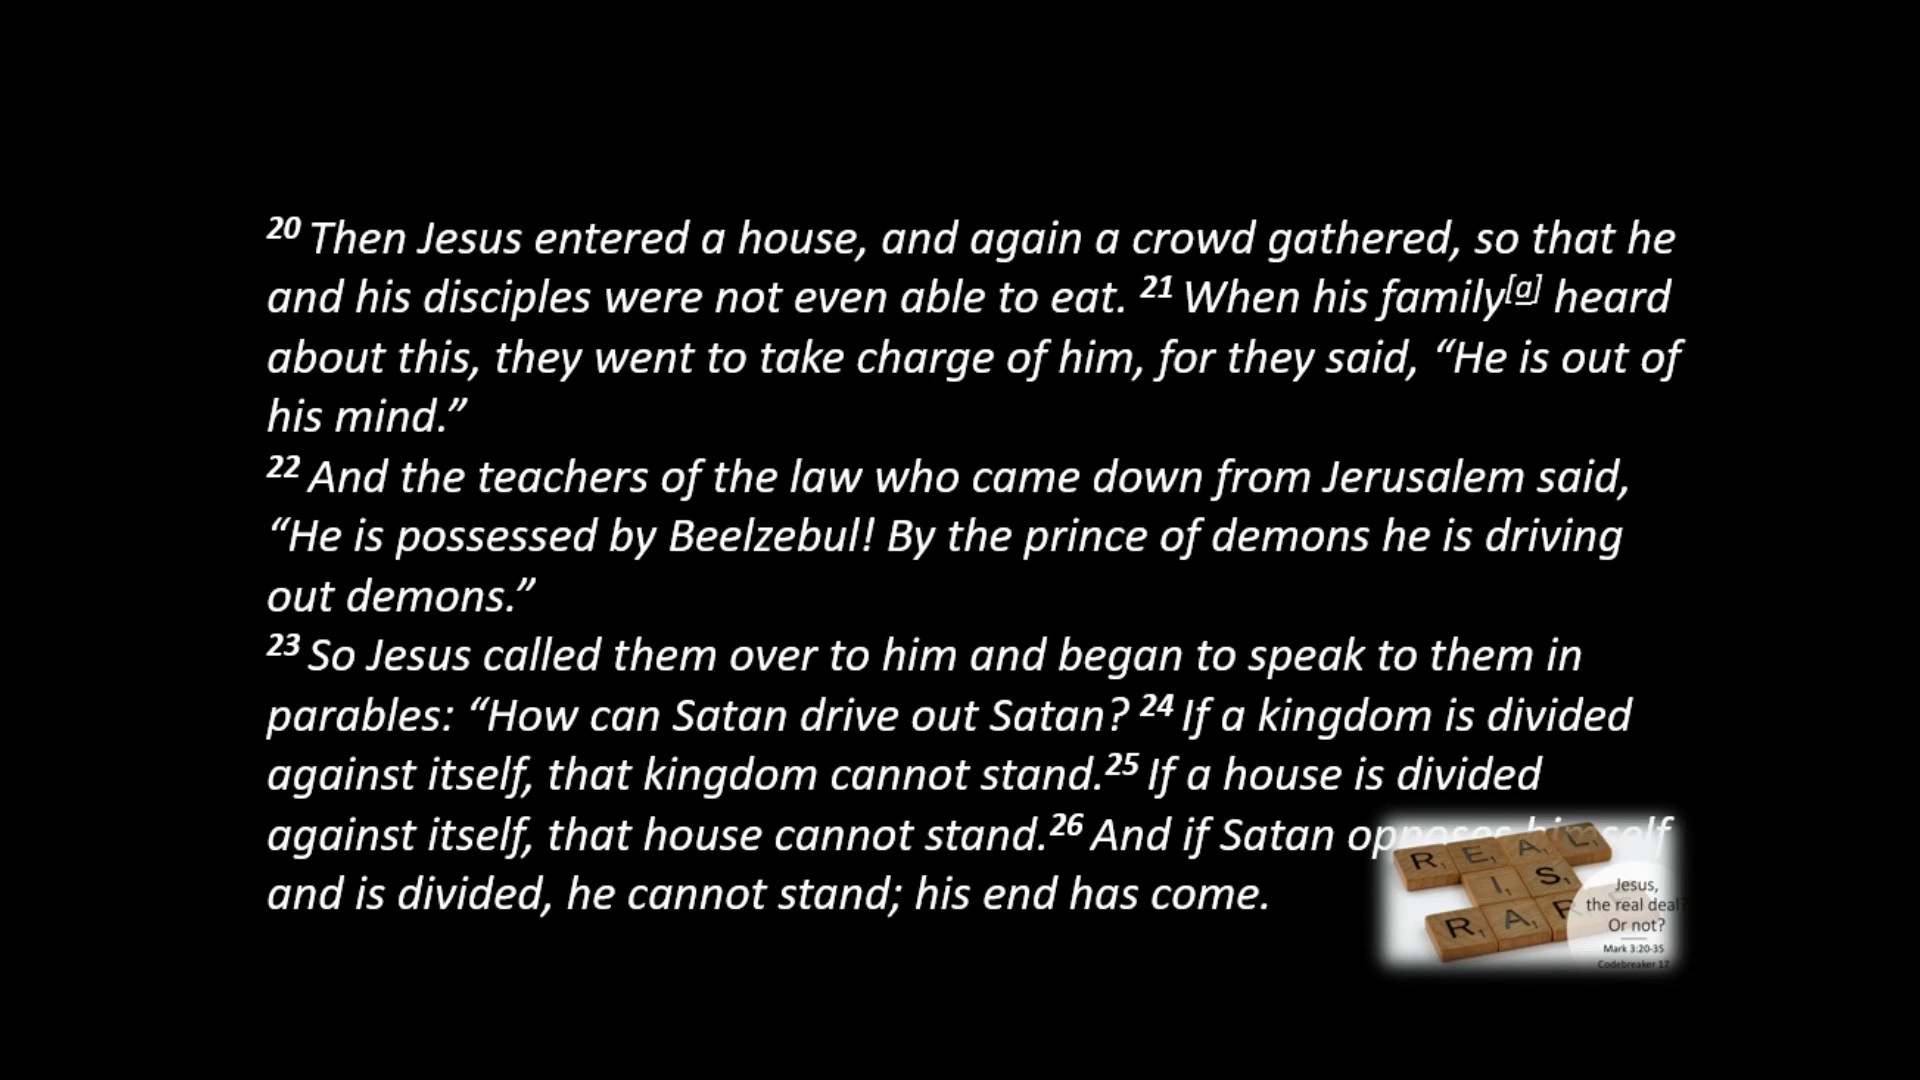 20 Then Jesus entered a house, and again a crowd gathered, so that he
and his disciples were not even able to eat. 21 When his family[a] heard
about this, they went to take charge of him, for they said, “He is out of
his mind.”
22 And the teachers of the law who came down from Jerusalem said,
“He is possessed by Beelzebul! By the prince of demons he is driving
out demons.”
23 So Jesus called them over to him and began to speak to them in
parables: “How can Satan drive out Satan? 24 If a kingdom is divided
against itself, that kingdom cannot stand.25 If a house is divided
against itself, that house cannot stand.26 And if Satan opposes himself
and is divided, he cannot stand; his end has come.
REAL
IS
RAR
Jesus,
the real deal?
Or not?
Mark 3:20-35
Codebreaker 17